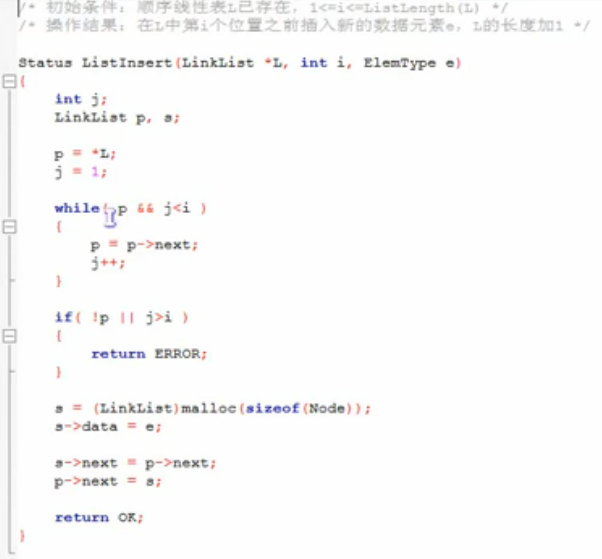 /* 初始条件：顺序线性表L已存在，1<=i<=ListLength(L) */
/* 操作结果：在L中第i个位置之前插入新的数据元素e，L的长度加1 */
Status ListInsert(LinkList *L, int i, ElemType e)
{
int j;
LinkList p, s;
p = *L;
j = 1;
while( p && j<i )
{
p = p->next;
j++;
}
if( !p || j>i )
{
return ERROR;
}
s = (LinkList)malloc(sizeof(Node));
s->data = e;
s->next = p->next;
p->next = s;
return OK;
}